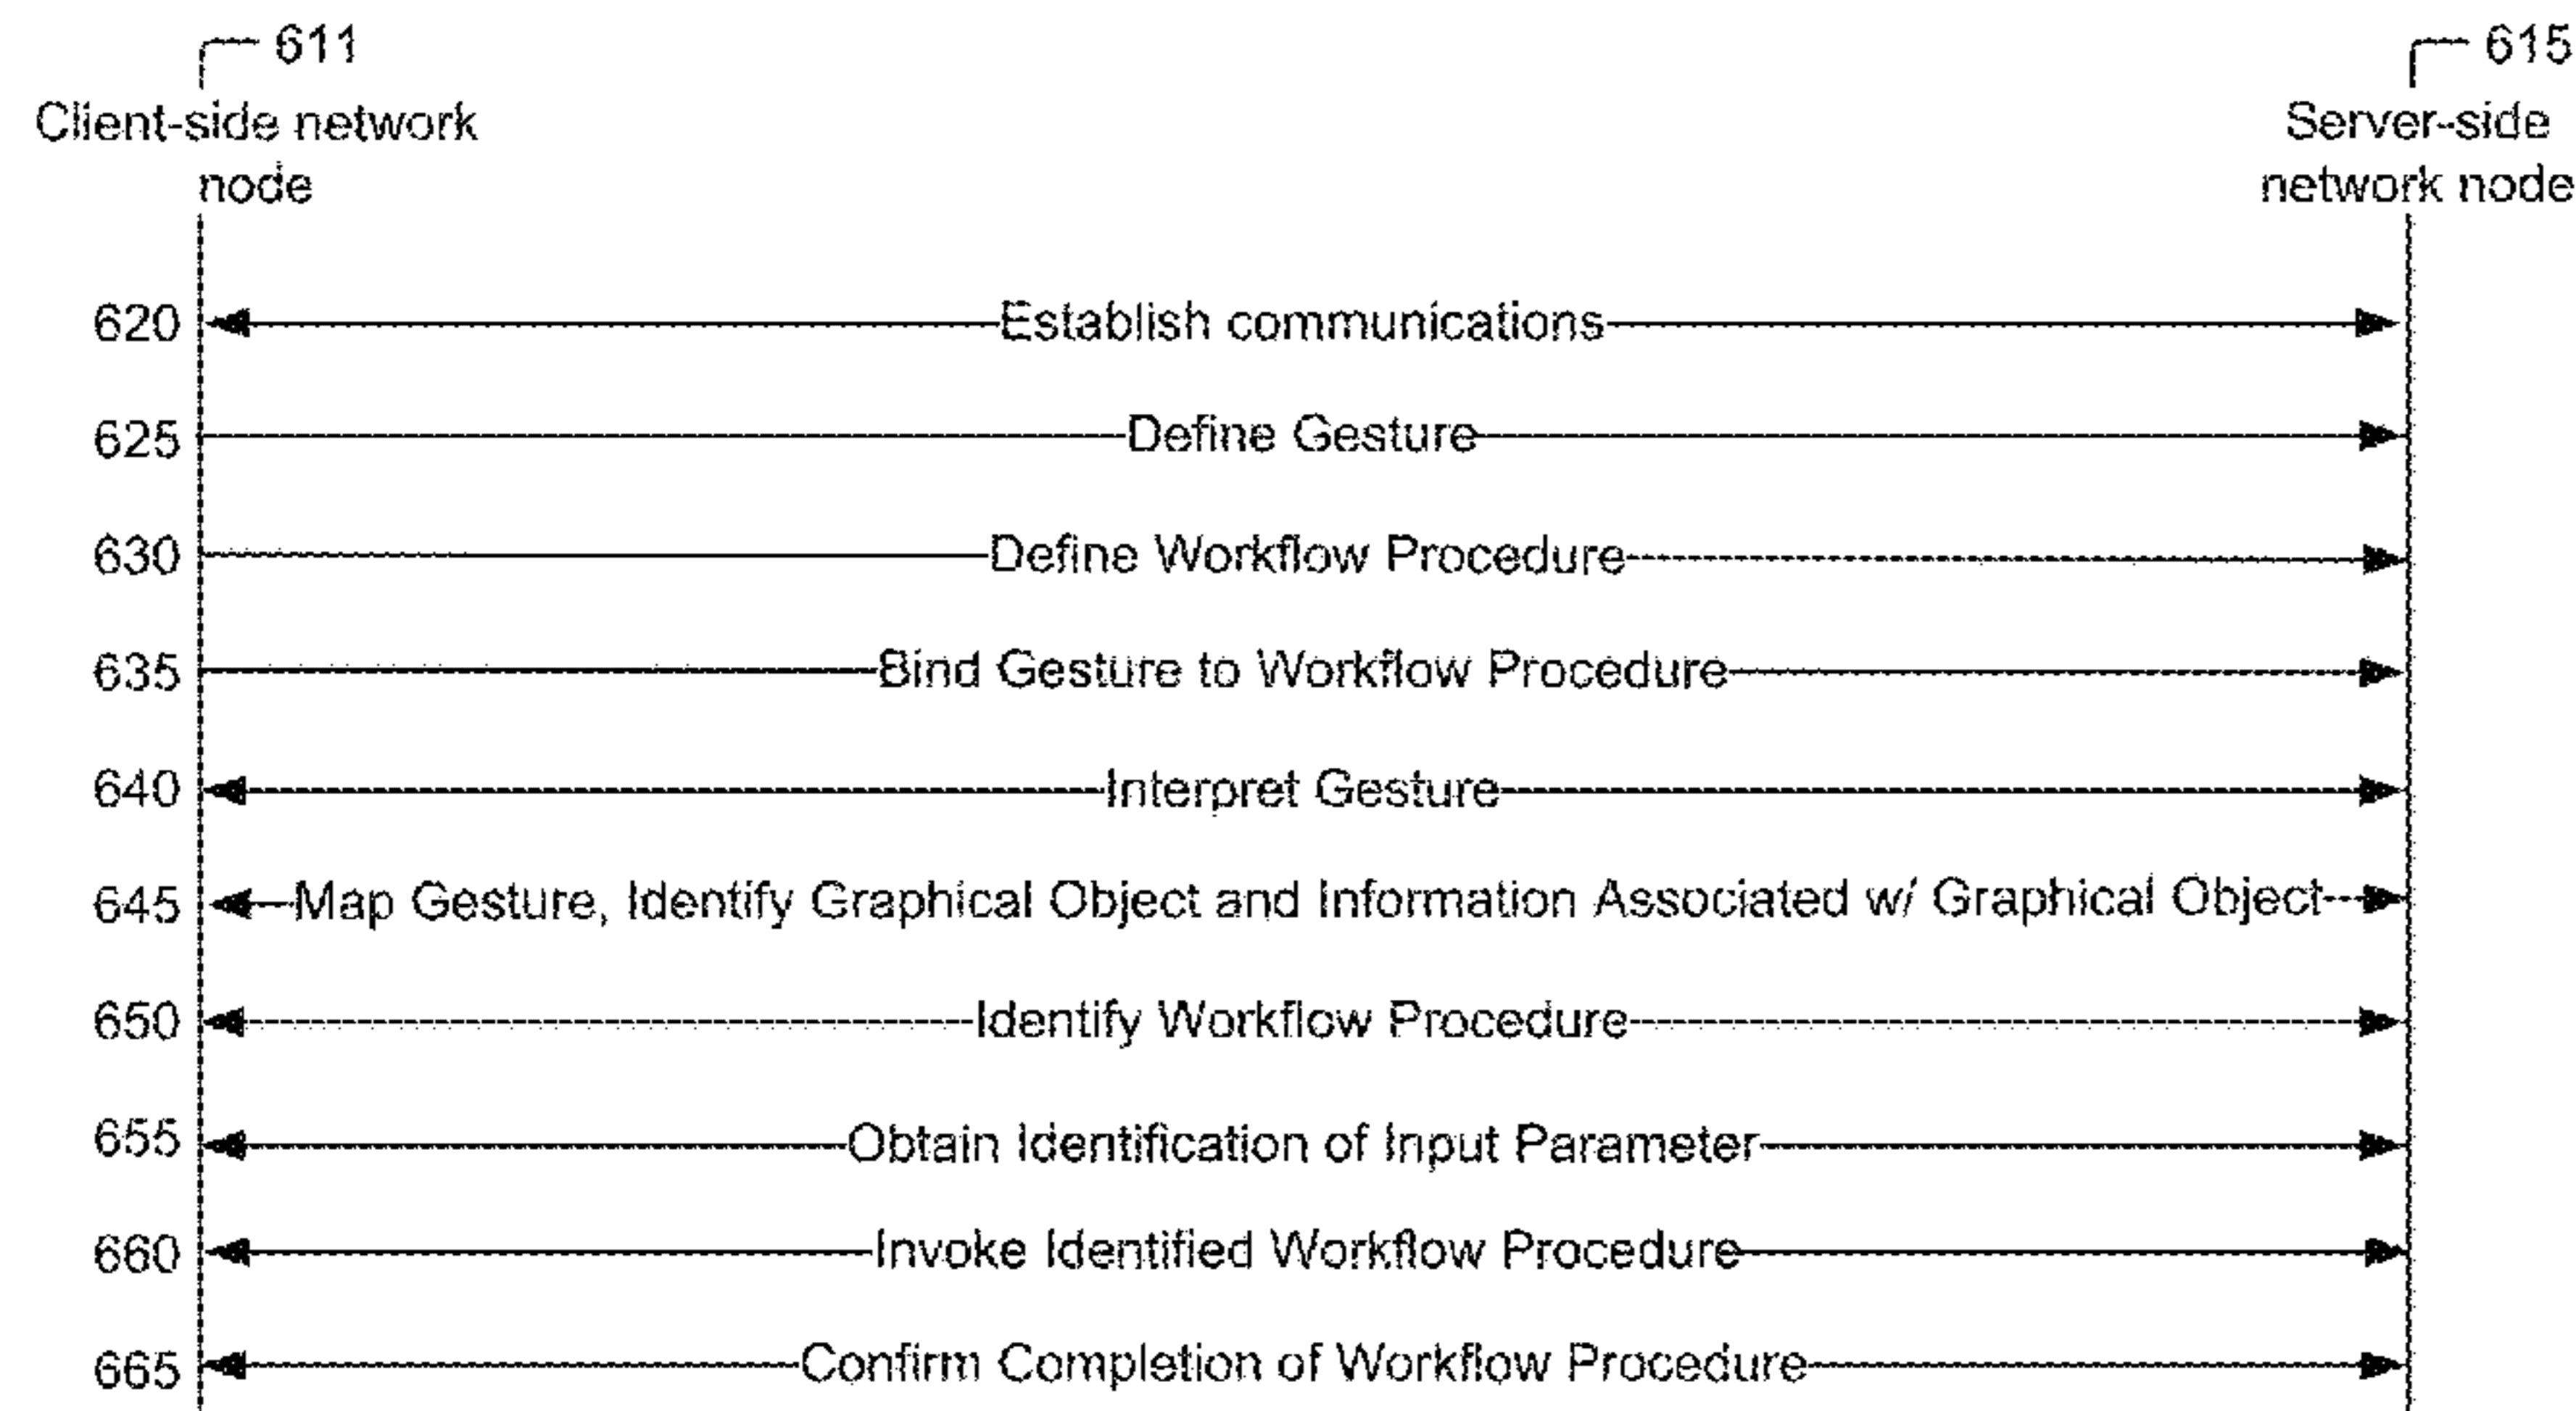 611
615
Client-side network
node
Server-side
network node
620 Establish communications
625 Define Gesture
630 Define Workflow Procedure
635 Bind Gesture to Workflow Procedure
640 Interpret Gesture
645 Map Gesture, Identify Graphical Object and Information Associated w/ Graphical Object
650 Identify Workflow Procedure
655 Obtain Identification of Input Parameter
660 Invoke Identified Workflow Procedure
665 Confirm Completion of Workflow Procedure